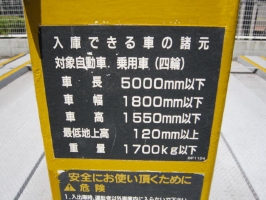 入庫できる車の諸元
対象自動車 乗用車(四輪)
車長 5000mm以下
車幅 1800mm以下
車高 1550mm以下
最低地上高 120mm以上
重量 1700kg以下
安全にお使い頂くために
危険